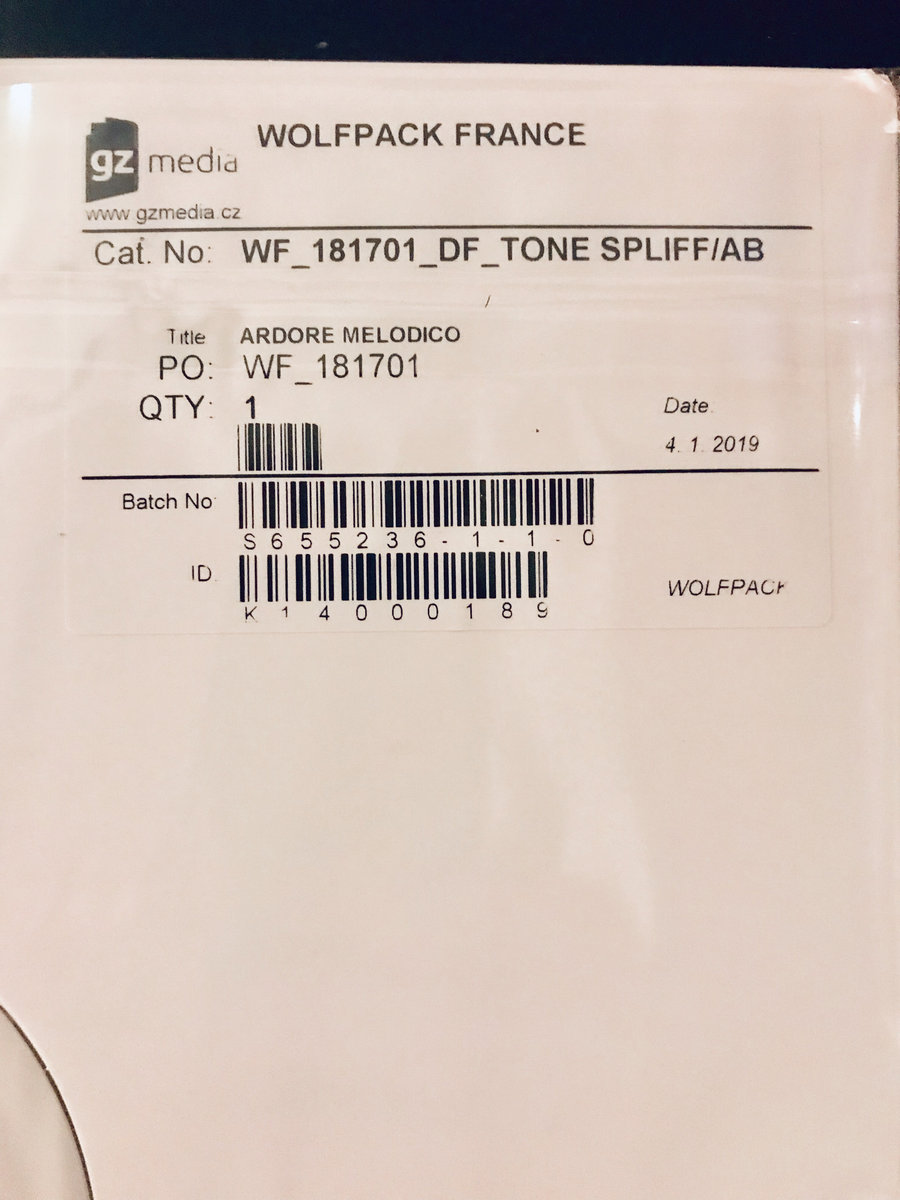 WOLFPACK FRANCE
gz media
www.gzmedia.cz
Cat. No: WF_181701_DF_TONE SPLIFF/AB
Title ARDORE MELODICO
PO: WF_181701
QTY: 1
Date.
4. 1. 2019
Batch No
S655236-1-1-0
ID.
K14000189
WOLFPACK